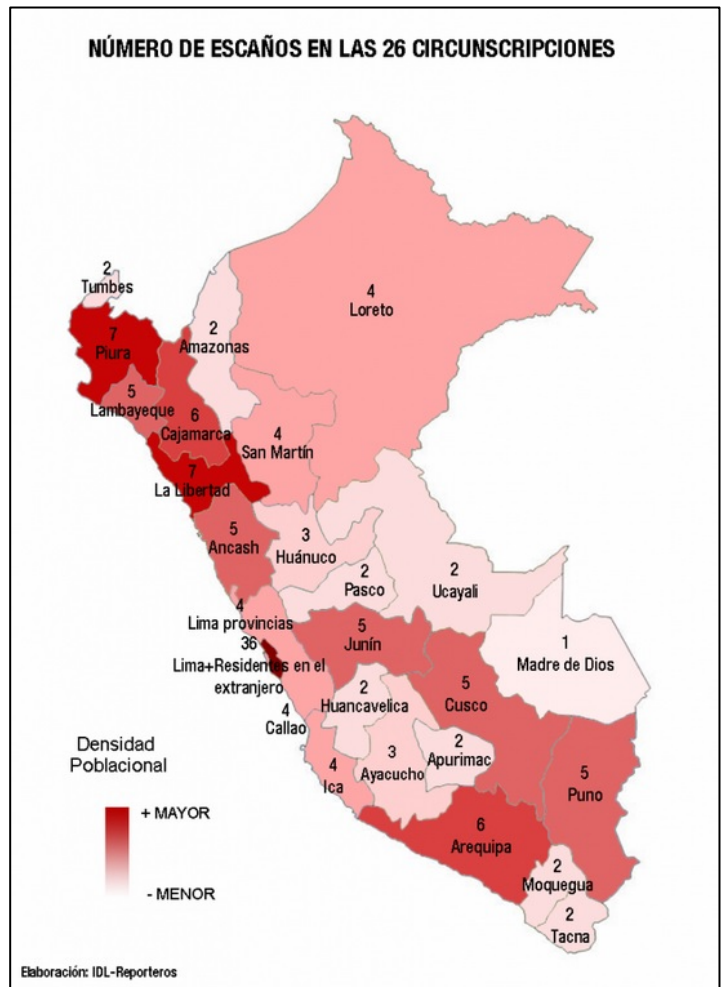 NÚMERO DE ESCAÑOS EN LAS 26 CIRCUNSCRIPCIONES
2
Tumbes
7
Piura
2
Amazonas
4
Loreto
5
Lambayeque
6
Cajamarca
4
San Martín
7
La Libertad
5
Ancash
3
Huánuco
2
Pasco
2
Ucayali
4
Lima provincias
36
Lima+Residentes en el
extranjero
5
Junín
1
Madre de Dios
4
Callao
2
Huancavelica
5
Cusco
4
Ica
3
Ayacucho
2
Apurimac
5
Puno
6
Arequipa
2
Moquegua
2
Tacna
Densidad
Poblacional
+ MAYOR
- MENOR
Elaboración: IDL-Reporteros